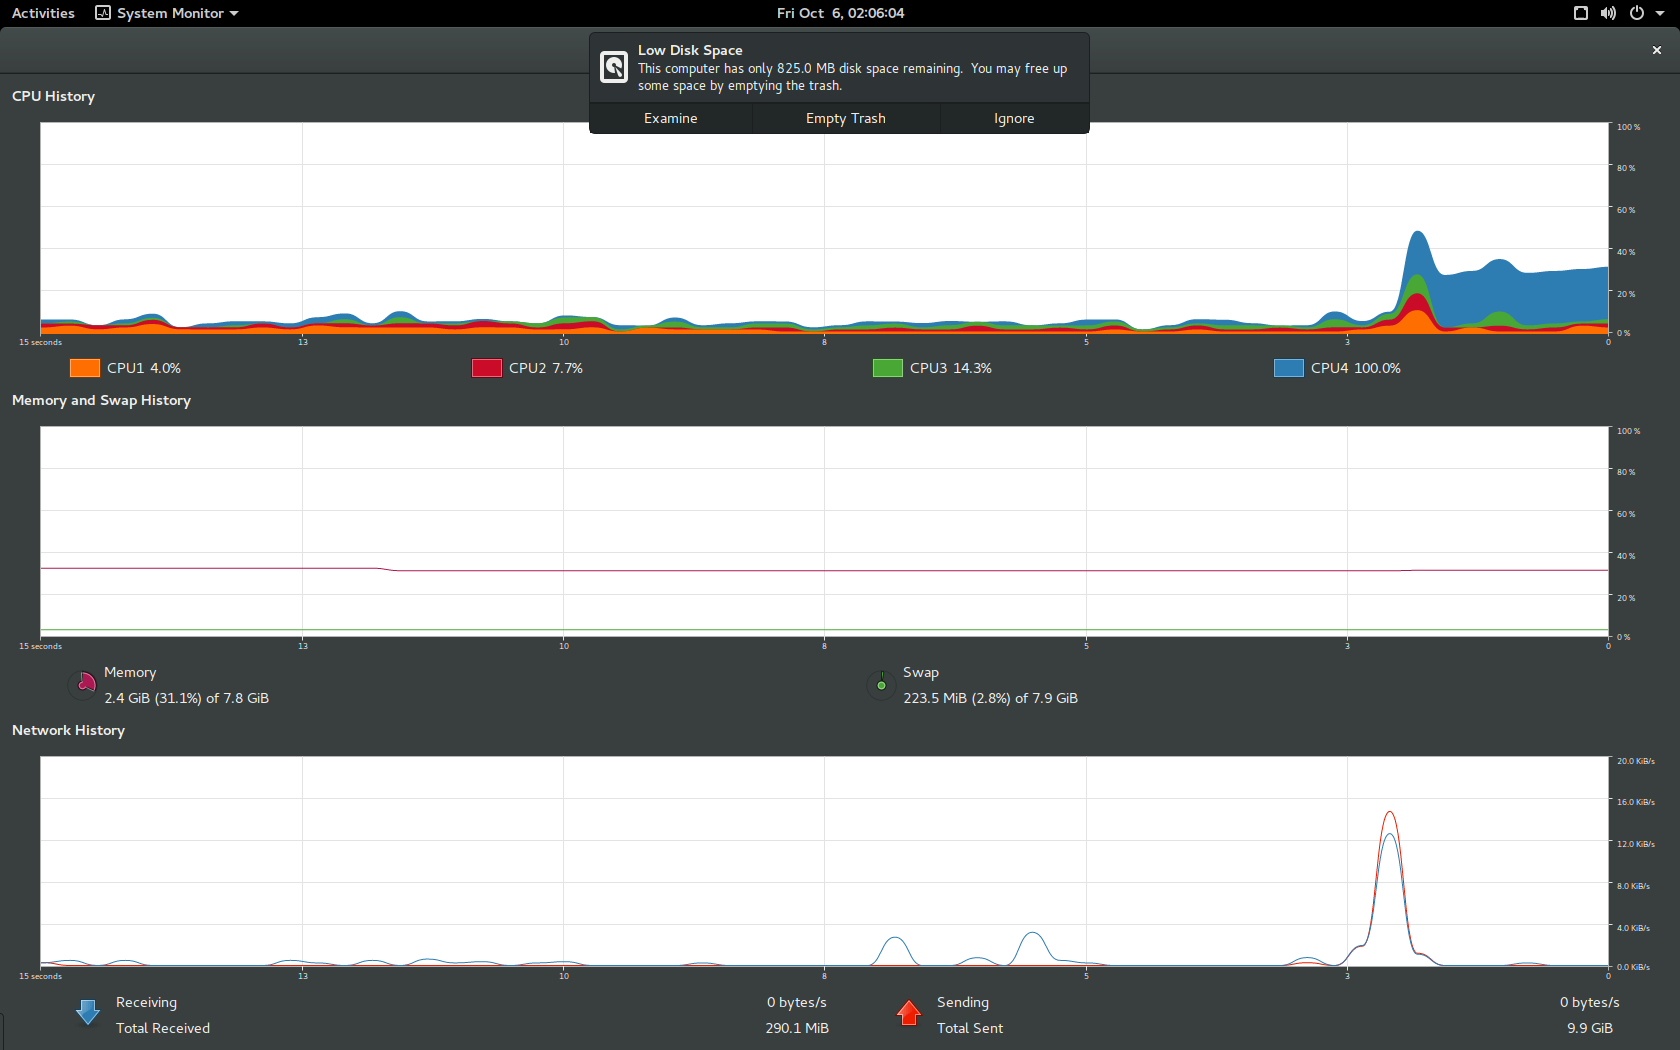 Activities System Monitor Fri Oct 6, 02:06:04
Low Disk Space
This computer has only 825.0 MB disk space remaining. You may free up
some space by emptying the trash.
Examine Empty Trash Ignore
CPU History
100 %
80 %
60 %
40 %
20 %
0 %
15 seconds 13 10 8 5 3 0
CPU1 4.0% CPU2 7.7% CPU3 14.3% CPU4 100.0%
Memory and Swap History
100 %
80 %
60 %
40 %
20 %
0 %
15 seconds 13 10 8 5 3 0
Memory Swap
2.4 GiB (31.1%) of 7.8 GiB 223.5 MiB (2.8%) of 7.9 GiB
Network History
20.0 KiB/s
16.0 KiB/s
12.0 KiB/s
8.0 KiB/s
4.0 KiB/s
0.0 KiB/s
15 seconds 13 10 8 5 3 0
Receiving 0 bytes/s Sending 0 bytes/s
Total Received 290.1 MiB Total Sent 9.9 GiB